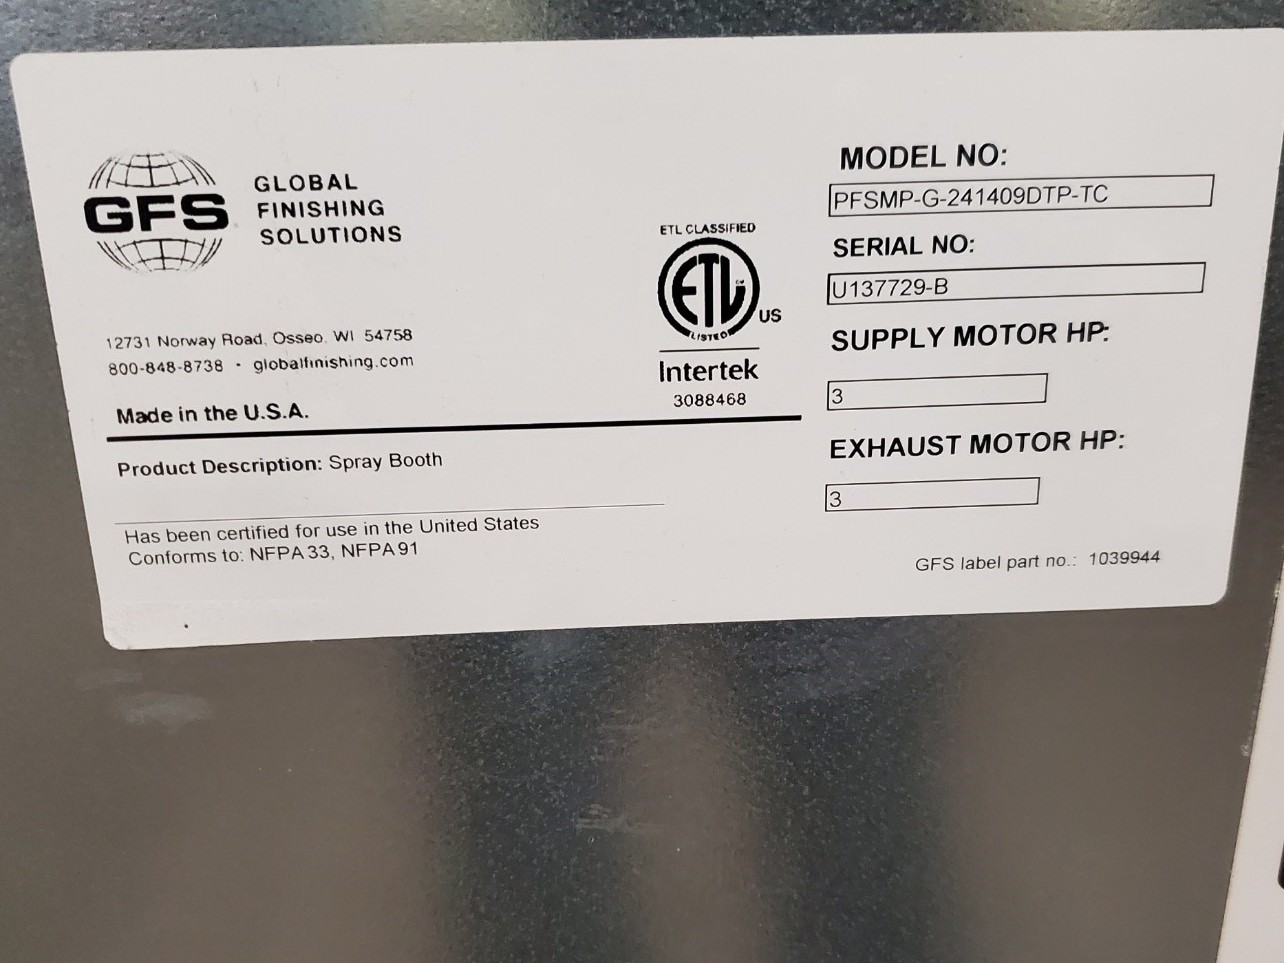 GFS
GLOBAL
FINISHING
SOLUTIONS
12731 Norway Road, Osseo, WI 54758
800-848-8738 • globalfinishing.com
Made in the U.S.A.
Product Description: Spray Booth
Has been certified for use in the United States
Conforms to: NFPA 33, NFPA 91
ETL CLASSIFIED
ETL
CM
LISTED
US
Intertek
3088468
MODEL NO:
PFSMP-G-241409DTP-TC
SERIAL NO:
U137729-B
SUPPLY MOTOR HP:
3
EXHAUST MOTOR HP:
3
GFS label part no.: 1039944